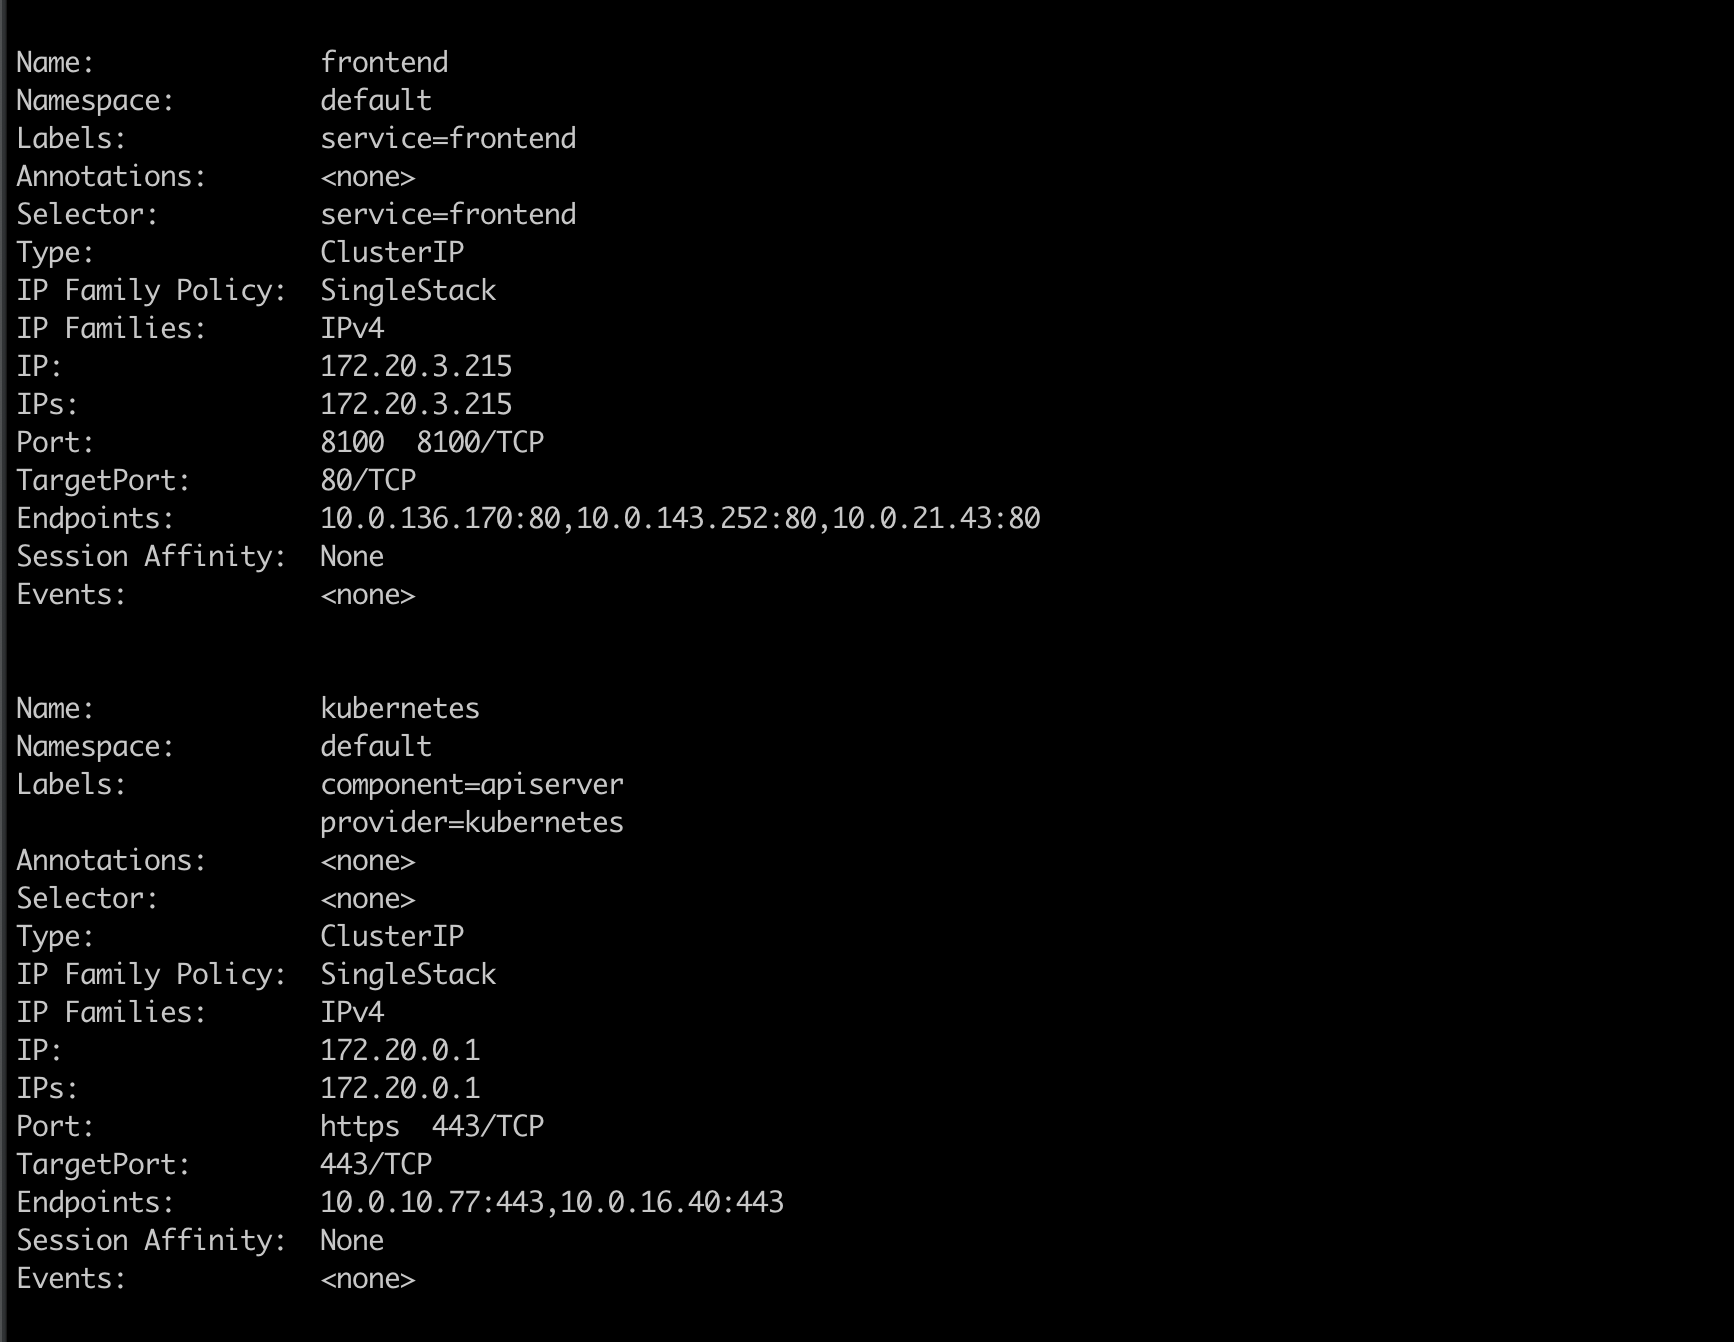 Name:              frontend
Namespace:         default
Labels:            service=frontend
Annotations:       <none>
Selector:          service=frontend
Type:              ClusterIP
IP Family Policy:  SingleStack
IP Families:       IPv4
IP:                172.20.3.215
IPs:               172.20.3.215
Port:              8100  8100/TCP
TargetPort:        80/TCP
Endpoints:         10.0.136.170:80,10.0.143.252:80,10.0.21.43:80
Session Affinity:  None
Events:            <none>
Name:              kubernetes
Namespace:         default
Labels:            component=apiserver
                   provider=kubernetes
Annotations:       <none>
Selector:          <none>
Type:              ClusterIP
IP Family Policy:  SingleStack
IP Families:       IPv4
IP:                172.20.0.1
IPs:               172.20.0.1
Port:              https  443/TCP
TargetPort:        443/TCP
Endpoints:         10.0.10.77:443,10.0.16.40:443
Session Affinity:  None
Events:            <none>